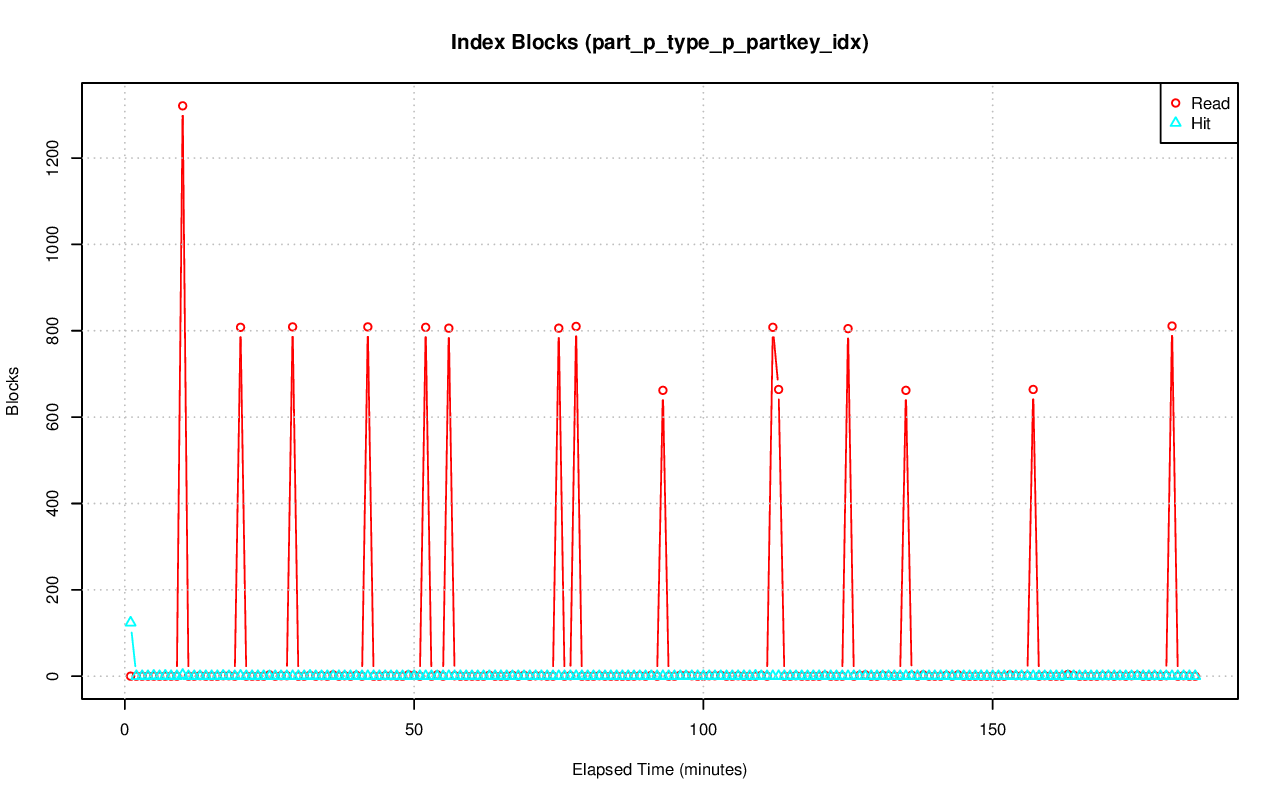 Index Blocks (part_p_type_p_partkey_idx)
Read
Hit
Blocks
1200
1000
800
600
400
200
0
0 50 100 150
Elapsed Time (minutes)